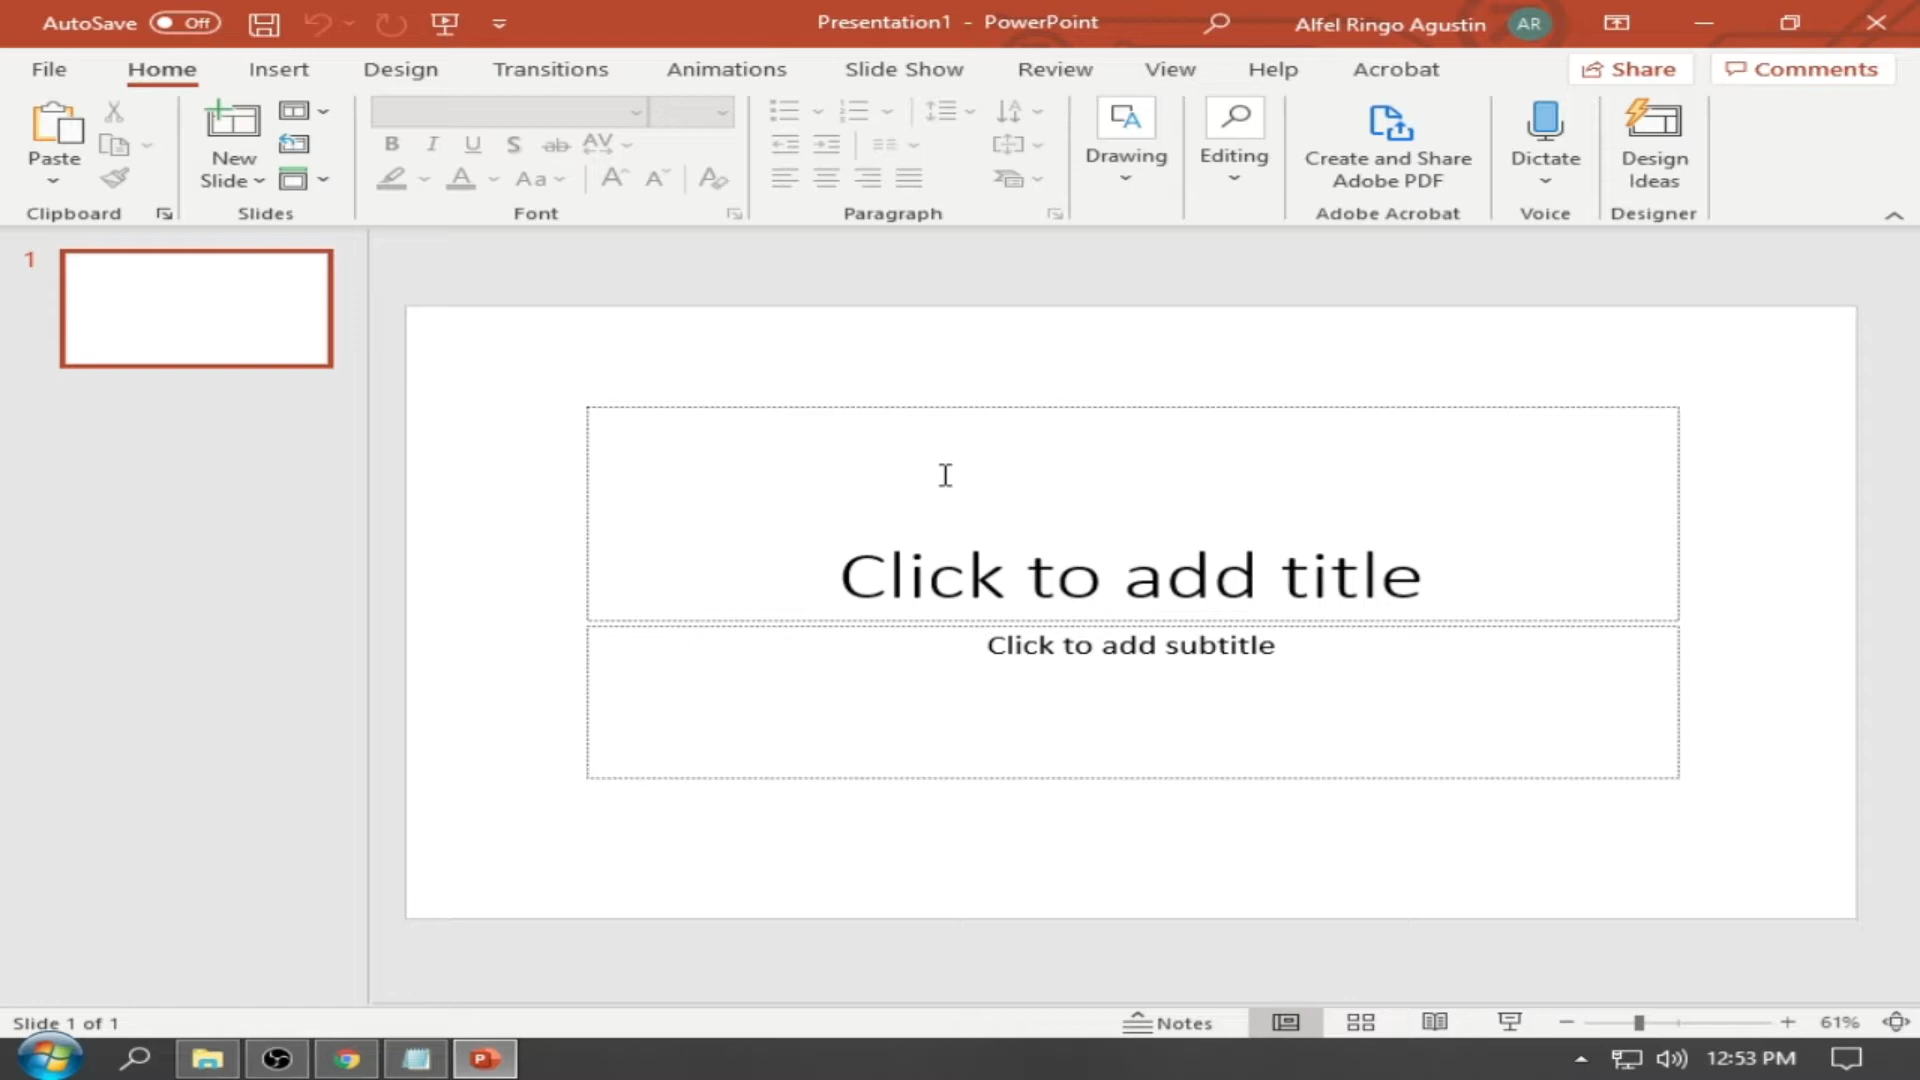 AutoSave Off Presentation1 - PowerPoint Alfel Ringo Agustin AR
File Home Insert Design Transitions Animations Slide Show Review View Help Acrobat Share Comments
Paste
New Slide
B I U S ab AV
Aa A A A
Drawing
Editing
Create and Share
Adobe PDF
Dictate
Design
Ideas
Clipboard Slides Font Paragraph Adobe Acrobat Voice Designer
1
Click to add title
Click to add subtitle
Slide 1 of 1 Notes 61%
12:53 PM